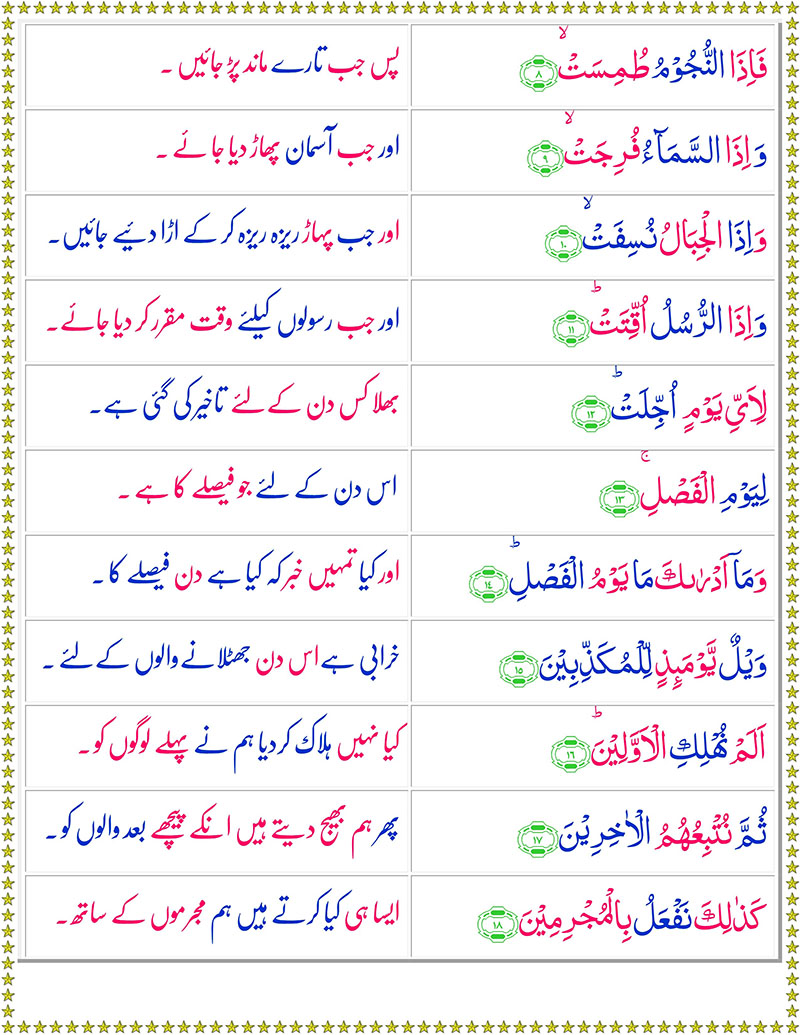 فَاِذَا النُّجُوْمُ طُمِسَتْۙ ۸
پس جب تارے ماند پڑ جائیں ۔
وَاِذَا السَّمَآءُ فُرِجَتْۙ ۹
اور جب آسمان پھاڑ دیا جائے ۔
وَاِذَا الْجِبَالُ نُسِفَتْۙ ۱۰
اور جب پہاڑ ریزہ ریزہ کر کے اڑا دئیے جائیں۔
وَاِذَا الرُّسُلُ اُقِّتَتْؕ ۱۱
اور جب رسولوں کیلئے وقت مقرر کر دیا جائے۔
لِاَيِّ يَوْمٍ اُجِّلَتْؕ ۱۲
بھلا کس دن کے لئے تاخیر کی گئی ہے۔
لِيَوْمِ الْفَصْلِۚ ۱۳
اس دن کے لئے جو فیصلے کا ہے ۔
وَمَآ اَدْرٰىكَ مَا يَوْمُ الْفَصْلِؕ ۱۴
اور کیا تمہیں خبر کہ کیا ہے دن فیصلے کا ۔
وَيْلٌ يَّوْمَئِذٍ لِّلْمُكَذِّبِيْنَ ۱۵
خرابی ہے اس دن جھٹلانے والوں کے لئے ۔
اَلَمْ نُهْلِكِ الْاَوَّلِيْنَؕ ۱۶
کیا نہیں ہلاک کر دیا ہم نے پہلے لوگوں کو ۔
ثُمَّ نُتْبِعُهُمُ الْاٰخِرِيْنَ ۱۷
پھر ہم بھیج دیتے ہیں انکے پیچھے بعد والوں کو ۔
كَذٰلِكَ نَفْعَلُ بِالْمُجْرِمِيْنَ ۱۸
ایسا ہی کیا کرتے ہیں ہم مجرموں کے ساتھ۔